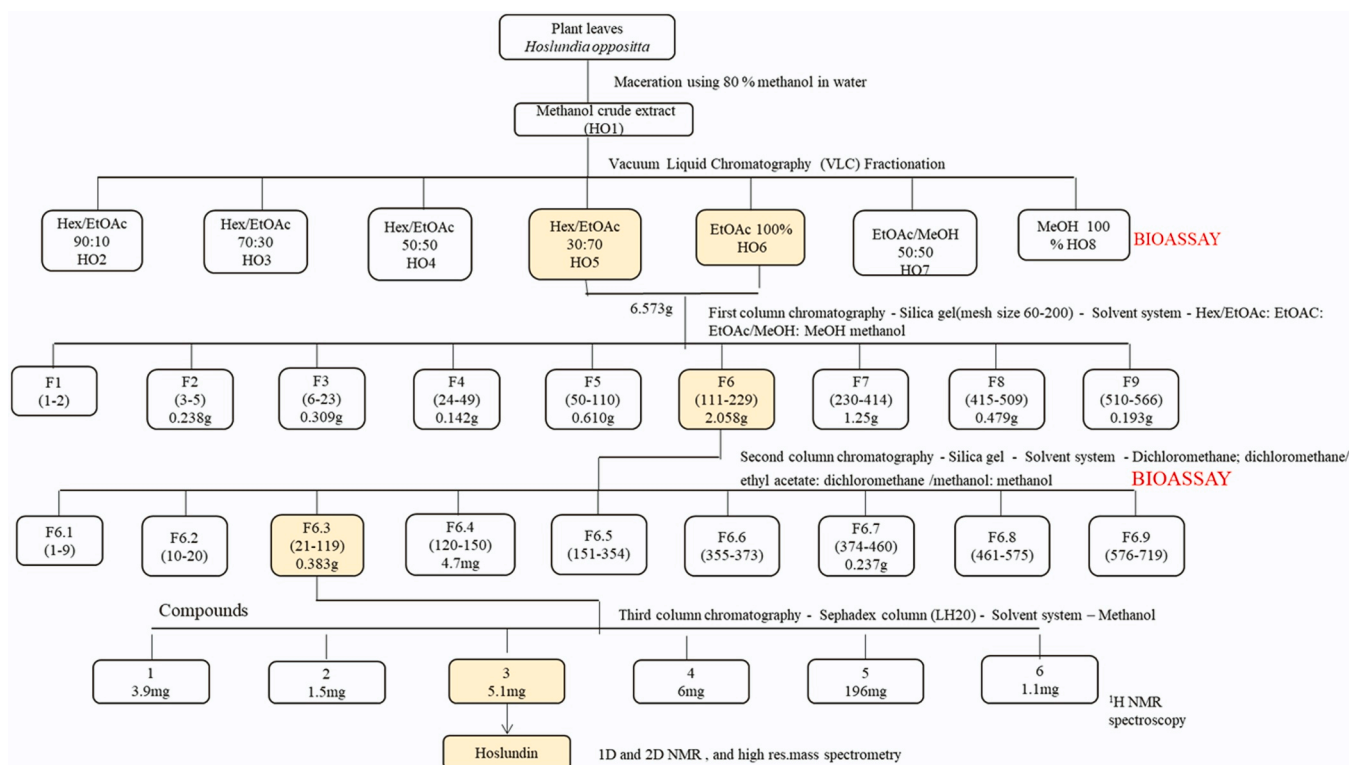 Plant leaves
Hoslundia oppositta
Maceration using 80 % methanol in water
Methanol crude extract
(HO1)
Vacuum Liquid Chromatography (VLC) Fractionation
Hex/EtOAc
90:10
HO2
Hex/EtOAc
70:30
HO3
Hex/EtOAc
50:50
HO4
Hex/EtOAc
30:70
HO5
EtOAc 100%
HO6
EtOAc/MeOH
50:50
HO7
MeOH 100
% HO8
BIOASSAY
6.573g
First column chromatography - Silica gel(mesh size 60-200) - Solvent system - Hex/EtOAc: EtOAC:
EtOAc/MeOH: MeOH methanol
F1
(1-2)
F2
(3-5)
0.238g
F3
(6-23)
0.309g
F4
(24-49)
0.142g
F5
(50-110)
0.610g
F6
(111-229)
2.058g
F7
(230-414)
1.25g
F8
(415-509)
0.479g
F9
(510-566)
0.193g
Second column chromatography - Silica gel - Solvent system - Dichloromethane; dichloromethane/
ethyl acetate: dichloromethane /methanol: methanol
BIOASSAY
F6.1
(1-9)
F6.2
(10-20)
F6.3
(21-119)
0.383g
F6.4
(120-150)
4.7mg
F6.5
(151-354)
F6.6
(355-373)
F6.7
(374-460)
0.237g
F6.8
(461-575)
F6.9
(576-719)
Compounds
Third column chromatography - Sephadex column (LH20) - Solvent system – Methanol
1
3.9mg
2
1.5mg
3
5.1mg
4
6mg
5
196mg
6
1.1mg
¹H NMR
spectroscopy
Hoslundin
1D and 2D NMR , and high res.mass spectrometry